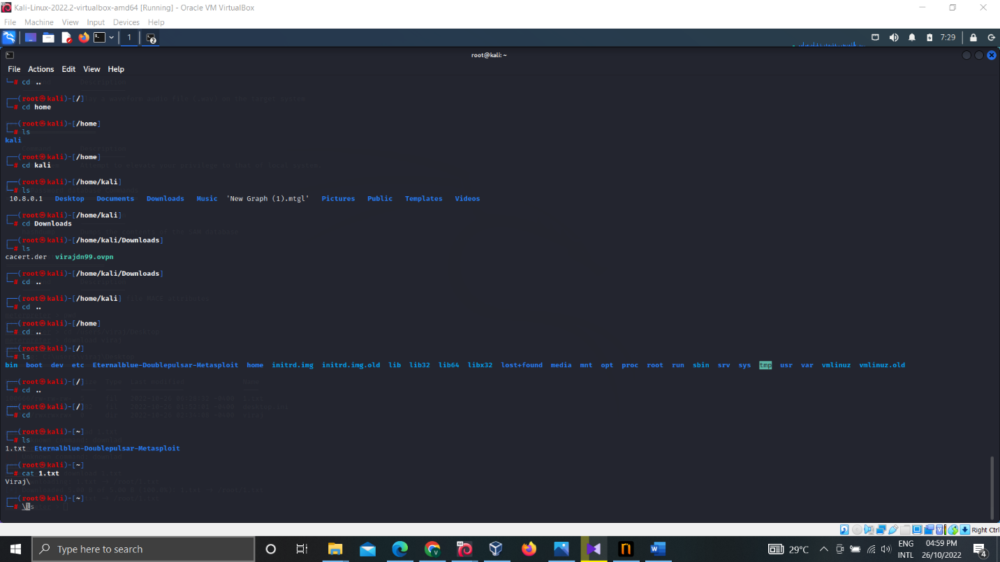 Kali-Linux-2022.2-virtualbox-amd64 [Running] - Oracle VM VirtualBox
File Machine View Input Devices Help
1 2 7:29
root@kali: ~
File Actions Edit View Help
└─# cd ..
┌──(root㉿kali)-[/]
└─# cd home
┌──(root㉿kali)-[/home]
└─# ls
kali
┌──(root㉿kali)-[/home]
└─# cd kali
┌──(root㉿kali)-[/home/kali]
└─# ls
10.8.0.1 Desktop Documents Downloads Music 'New Graph (1).mtgl' Pictures Public Templates Videos
┌──(root㉿kali)-[/home/kali]
└─# cd Downloads
┌──(root㉿kali)-[/home/kali/Downloads]
└─# ls
cacert.der virajdn99.ovpn
┌──(root㉿kali)-[/home/kali/Downloads]
└─# cd ..
┌──(root㉿kali)-[/home/kali]
└─# cd ..
┌──(root㉿kali)-[/home]
└─# cd ..
┌──(root㉿kali)-[/]
└─# ls
bin boot dev etc Eternalblue-Doublepulsar-Metasploit home initrd.img initrd.img.old lib lib32 lib64 libx32 lost+found media mnt opt proc root run sbin srv sys tmp usr var vmlinuz vmlinuz.old
┌──(root㉿kali)-[/]
└─# cd ..
┌──(root㉿kali)-[/]
└─# cd
┌──(root㉿kali)-[~]
└─# ls
1.txt Eternalblue-Doublepulsar-Metasploit
┌──(root㉿kali)-[~]
└─# cat 1.txt
Viraj\
┌──(root㉿kali)-[~]
└─# \ls
Right Ctrl
Type here to search
29°C ENG 04:59 PM
INTL 26/10/2022 4